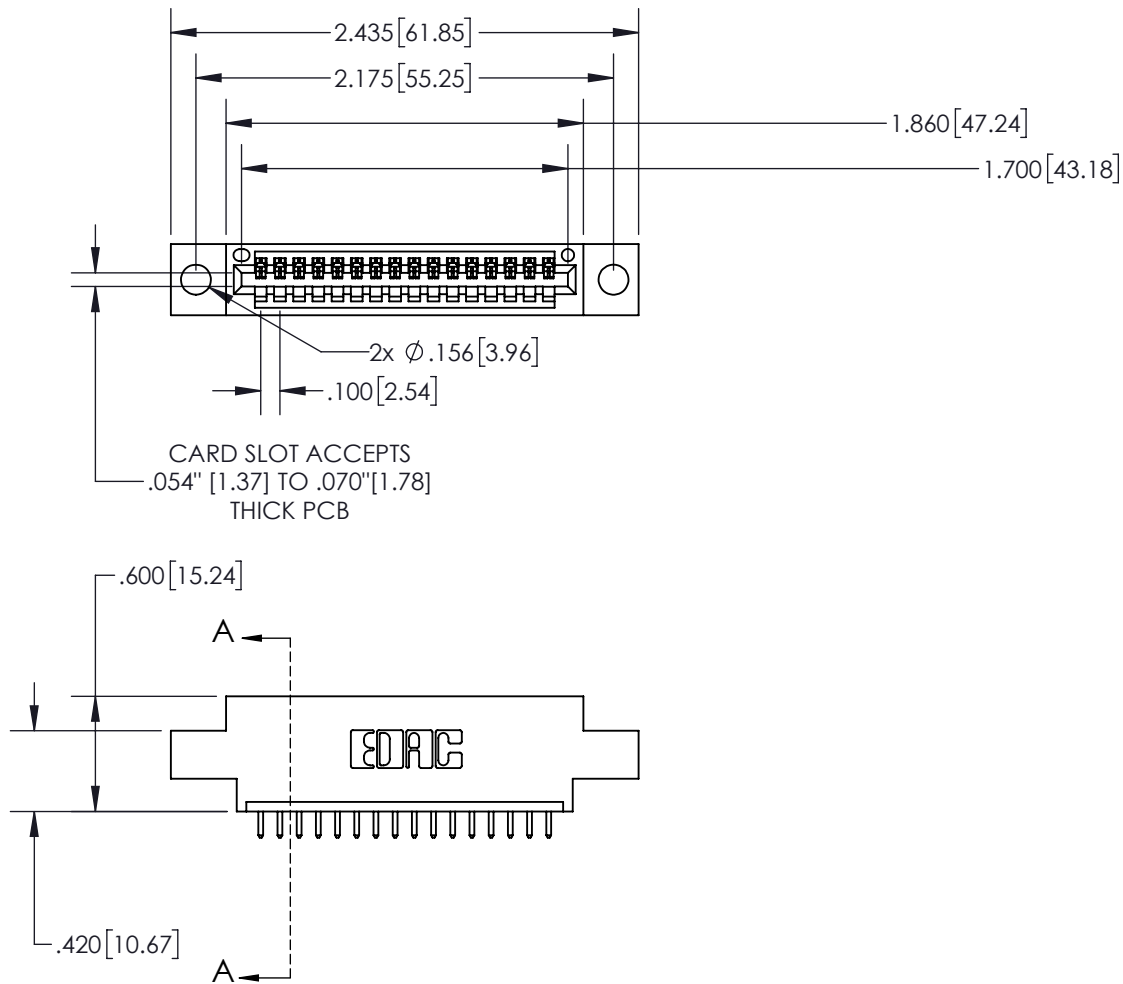 2.435[61.85]
2.175[55.25]
1.860[47.24]
1.700[43.18]
2x ∅.156[3.96]
.100[2.54]
CARD SLOT ACCEPTS
.054" [1.37] TO .070"[1.78]
THICK PCB
.600[15.24]
A
EDAC
.420[10.67]
A